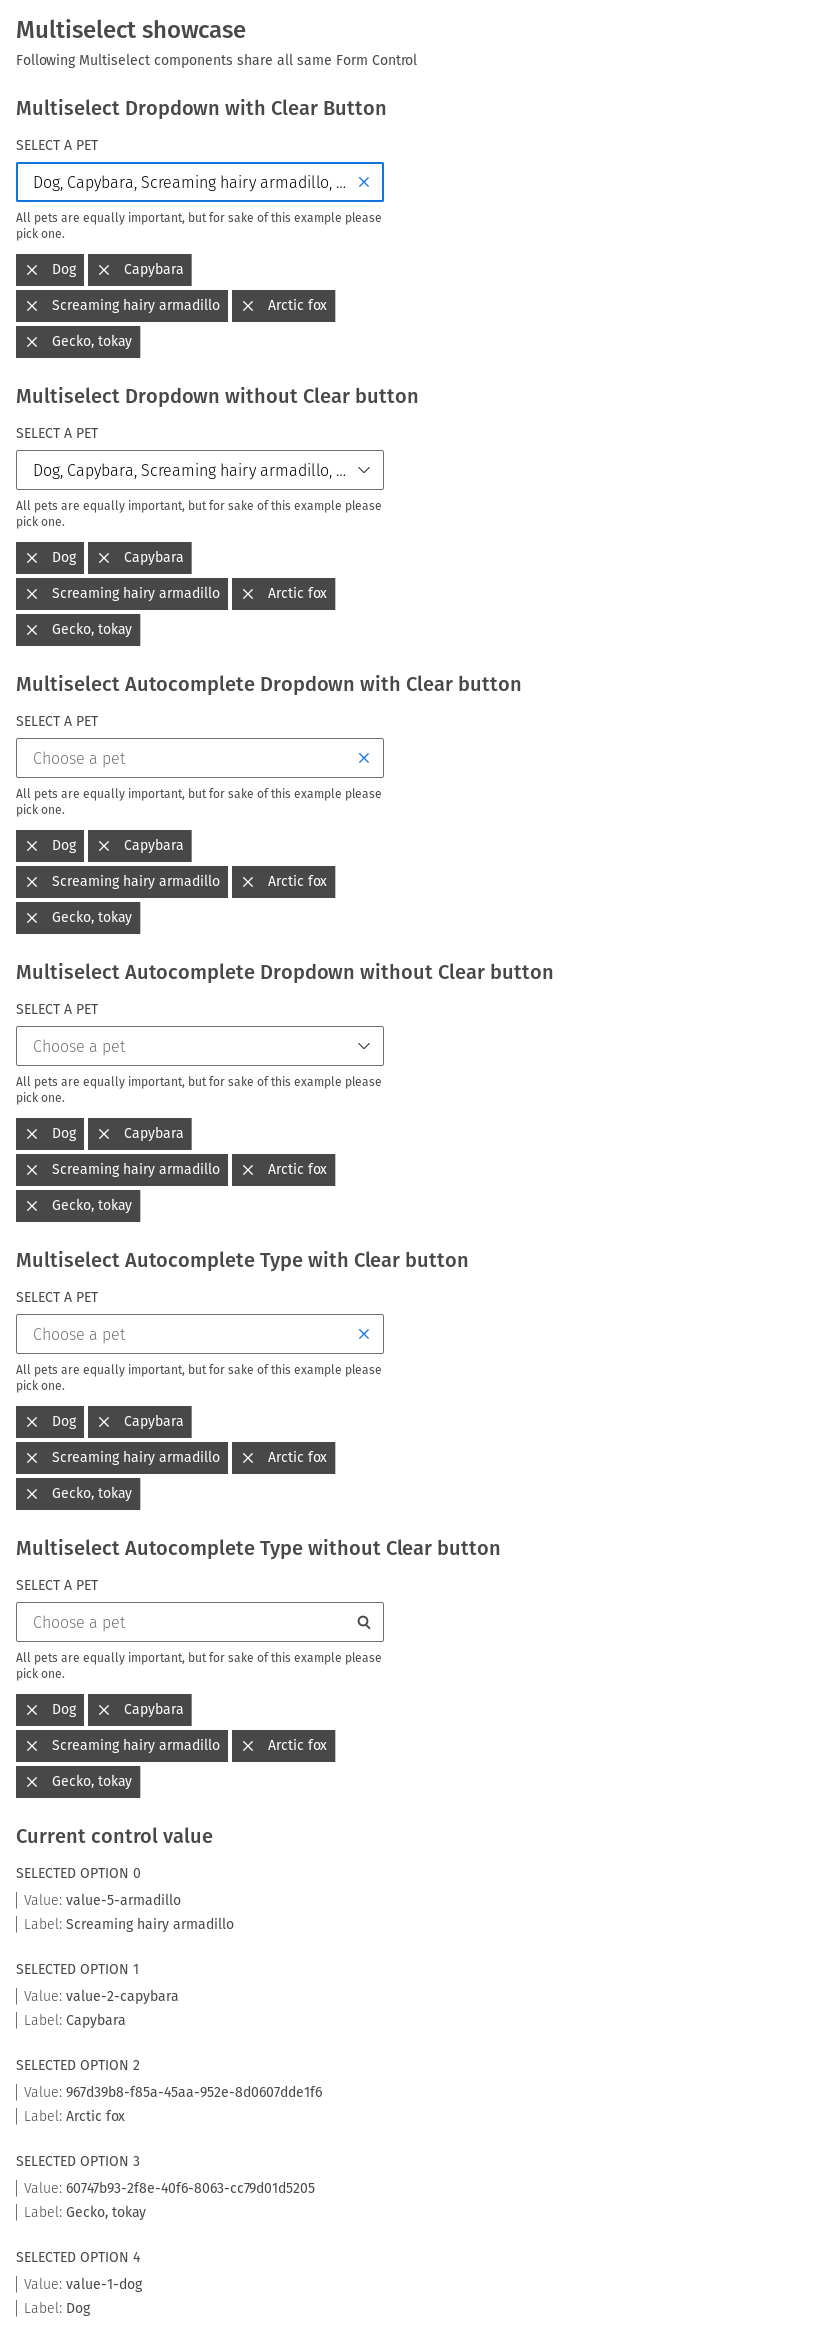 Multiselect showcase
Following Multiselect components share all same Form Control
Multiselect Dropdown with Clear Button
SELECT A PET
Dog, Capybara, Screaming hairy armadillo, ...
All pets are equally important, but for sake of this example please
pick one.
Dog Capybara
Screaming hairy armadillo Arctic fox
Gecko, tokay
Multiselect Dropdown without Clear button
SELECT A PET
Dog, Capybara, Screaming hairy armadillo, ...
All pets are equally important, but for sake of this example please
pick one.
Dog Capybara
Screaming hairy armadillo Arctic fox
Gecko, tokay
Multiselect Autocomplete Dropdown with Clear button
SELECT A PET
Choose a pet
All pets are equally important, but for sake of this example please
pick one.
Dog Capybara
Screaming hairy armadillo Arctic fox
Gecko, tokay
Multiselect Autocomplete Dropdown without Clear button
SELECT A PET
Choose a pet
All pets are equally important, but for sake of this example please
pick one.
Dog Capybara
Screaming hairy armadillo Arctic fox
Gecko, tokay
Multiselect Autocomplete Type with Clear button
SELECT A PET
Choose a pet
All pets are equally important, but for sake of this example please
pick one.
Dog Capybara
Screaming hairy armadillo Arctic fox
Gecko, tokay
Multiselect Autocomplete Type without Clear button
SELECT A PET
Choose a pet
All pets are equally important, but for sake of this example please
pick one.
Dog Capybara
Screaming hairy armadillo Arctic fox
Gecko, tokay
Current control value
SELECTED OPTION 0
Value: value-5-armadillo
Label: Screaming hairy armadillo
SELECTED OPTION 1
Value: value-2-capybara
Label: Capybara
SELECTED OPTION 2
Value: 967d39b8-f85a-45aa-952e-8d0607dde1f6
Label: Arctic fox
SELECTED OPTION 3
Value: 60747b93-2f8e-40f6-8063-cc79d01d5205
Label: Gecko, tokay
SELECTED OPTION 4
Value: value-1-dog
Label: Dog